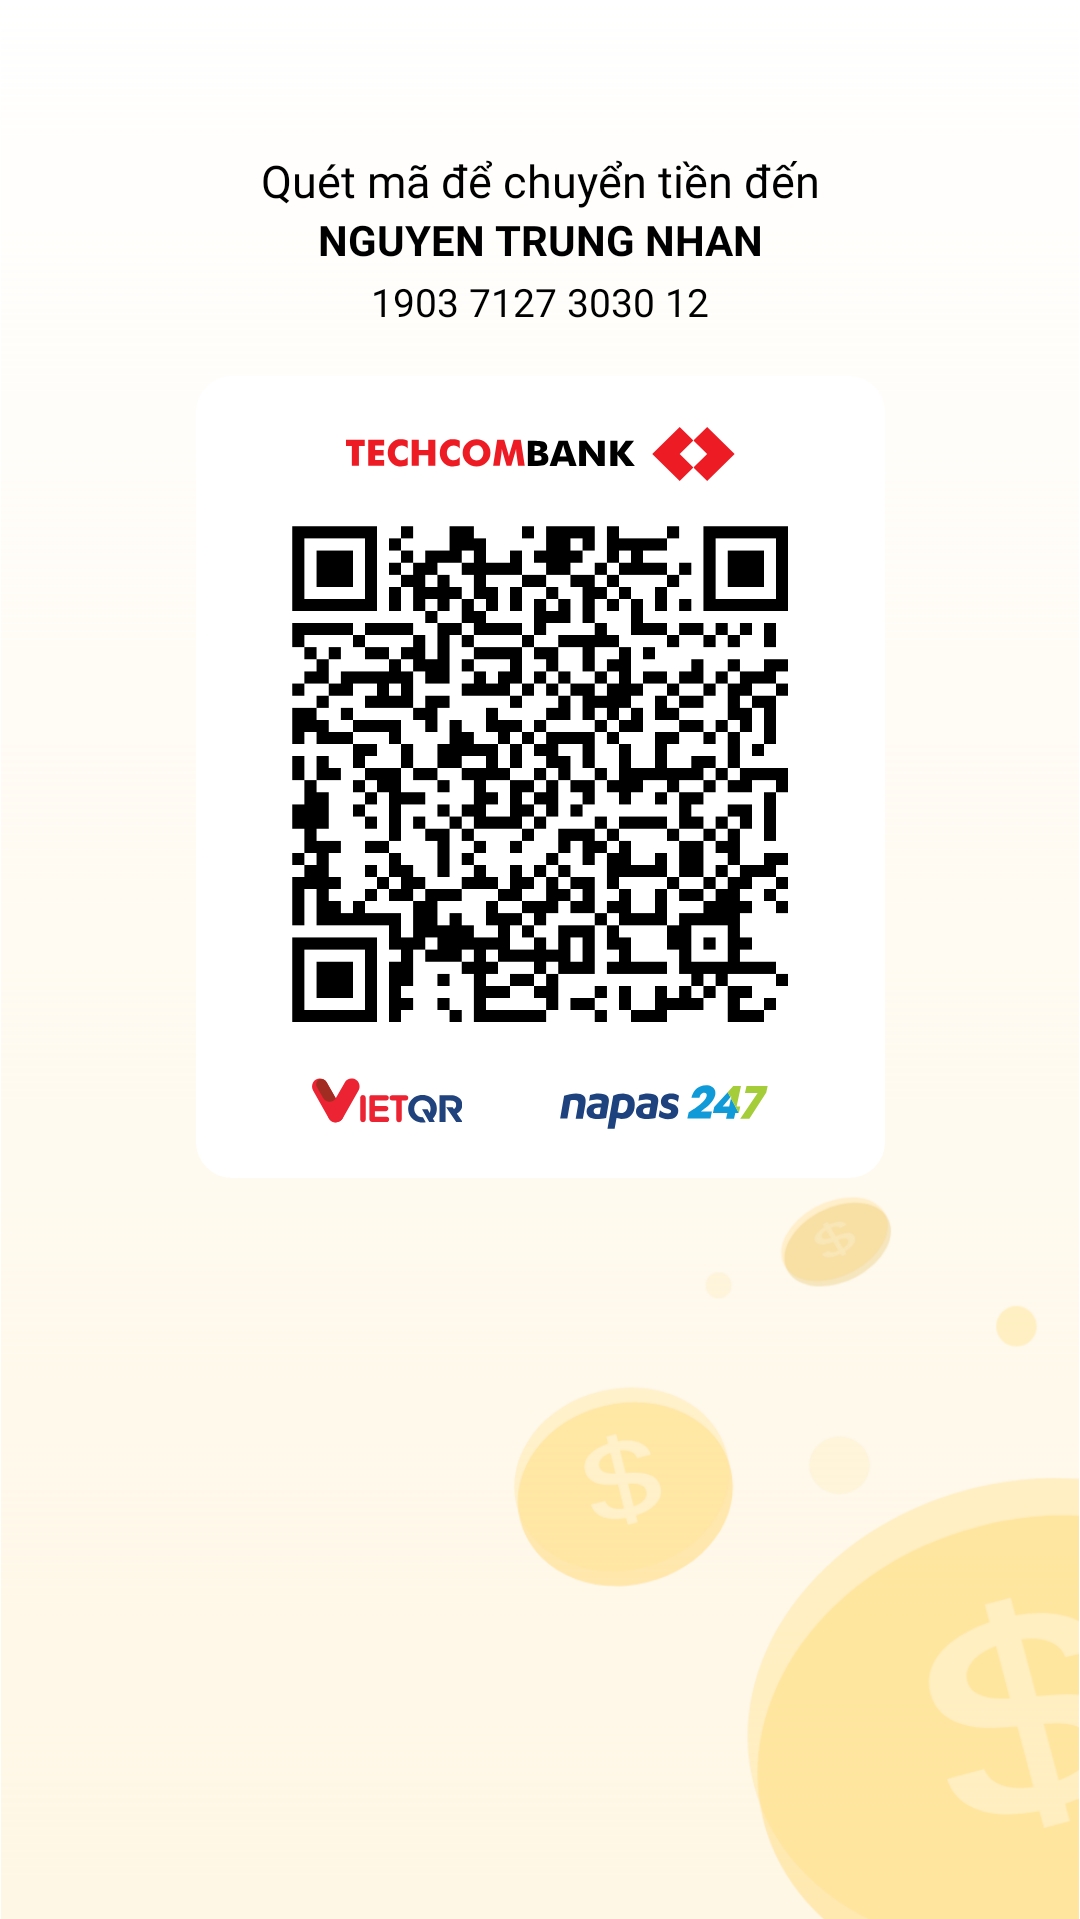 Quét mã để chuyển tiền đến
NGUYEN TRUNG NHAN
1903 7127 3030 12
TECHCOMBANK
VIETQR
napas 247